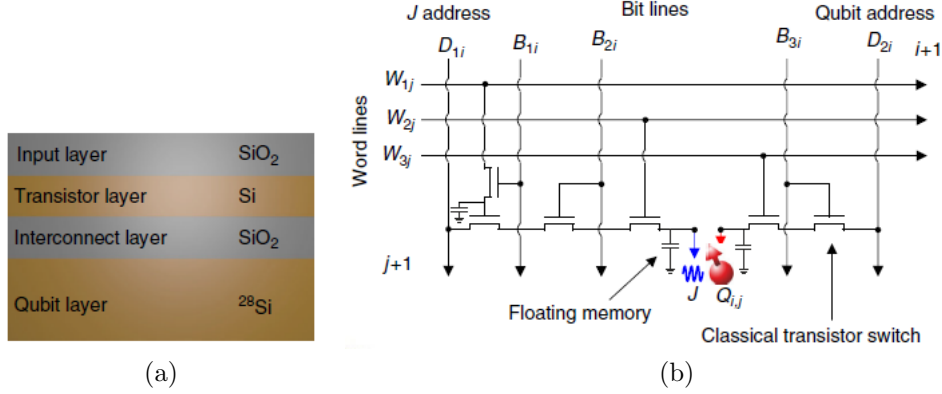 Input layer SiO₂
Transistor layer Si
Interconnect layer SiO₂
Qubit layer ²⁸Si
(a)
J address Bit lines Qubit address
D₁ᵢ B₁ᵢ B₂ᵢ B₃ᵢ D₂ᵢ i+1
Word lines
W₁ⱼ
W₂ⱼ
W₃ⱼ
j+1
J Qᵢ,ⱼ
Floating memory
Classical transistor switch
(b)